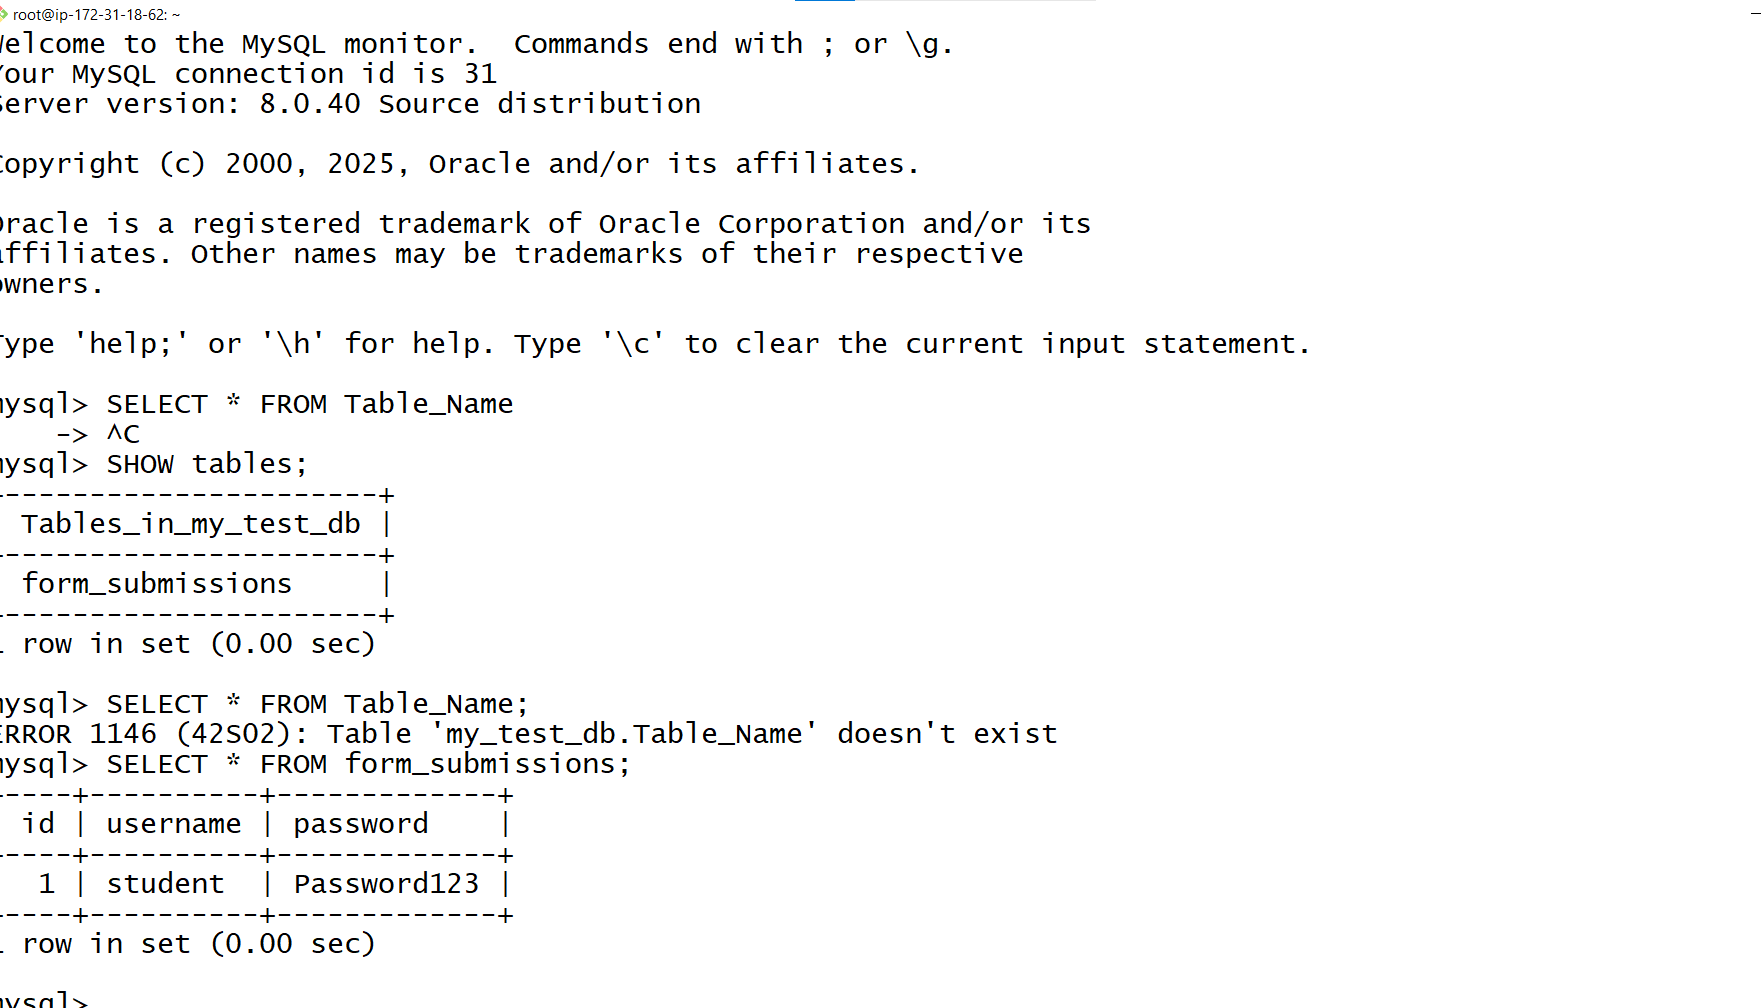 root@ip-172-31-18-62: ~
Welcome to the MySQL monitor.  Commands end with ; or \g.
Your MySQL connection id is 31
Server version: 8.0.40 Source distribution

Copyright (c) 2000, 2025, Oracle and/or its affiliates.

Oracle is a registered trademark of Oracle Corporation and/or its
affiliates. Other names may be trademarks of their respective
owners.

Type 'help;' or '\h' for help. Type '\c' to clear the current input statement.

mysql> SELECT * FROM Table_Name
    -> ^C
mysql> SHOW tables;
+----------------------+
| Tables_in_my_test_db |
+----------------------+
| form_submissions     |
+----------------------+
1 row in set (0.00 sec)

mysql> SELECT * FROM Table_Name;
ERROR 1146 (42S02): Table 'my_test_db.Table_Name' doesn't exist
mysql> SELECT * FROM form_submissions;
+----+----------+-------------+
| id | username | password    |
+----+----------+-------------+
|  1 | student  | Password123 |
+----+----------+-------------+
1 row in set (0.00 sec)

mysql>